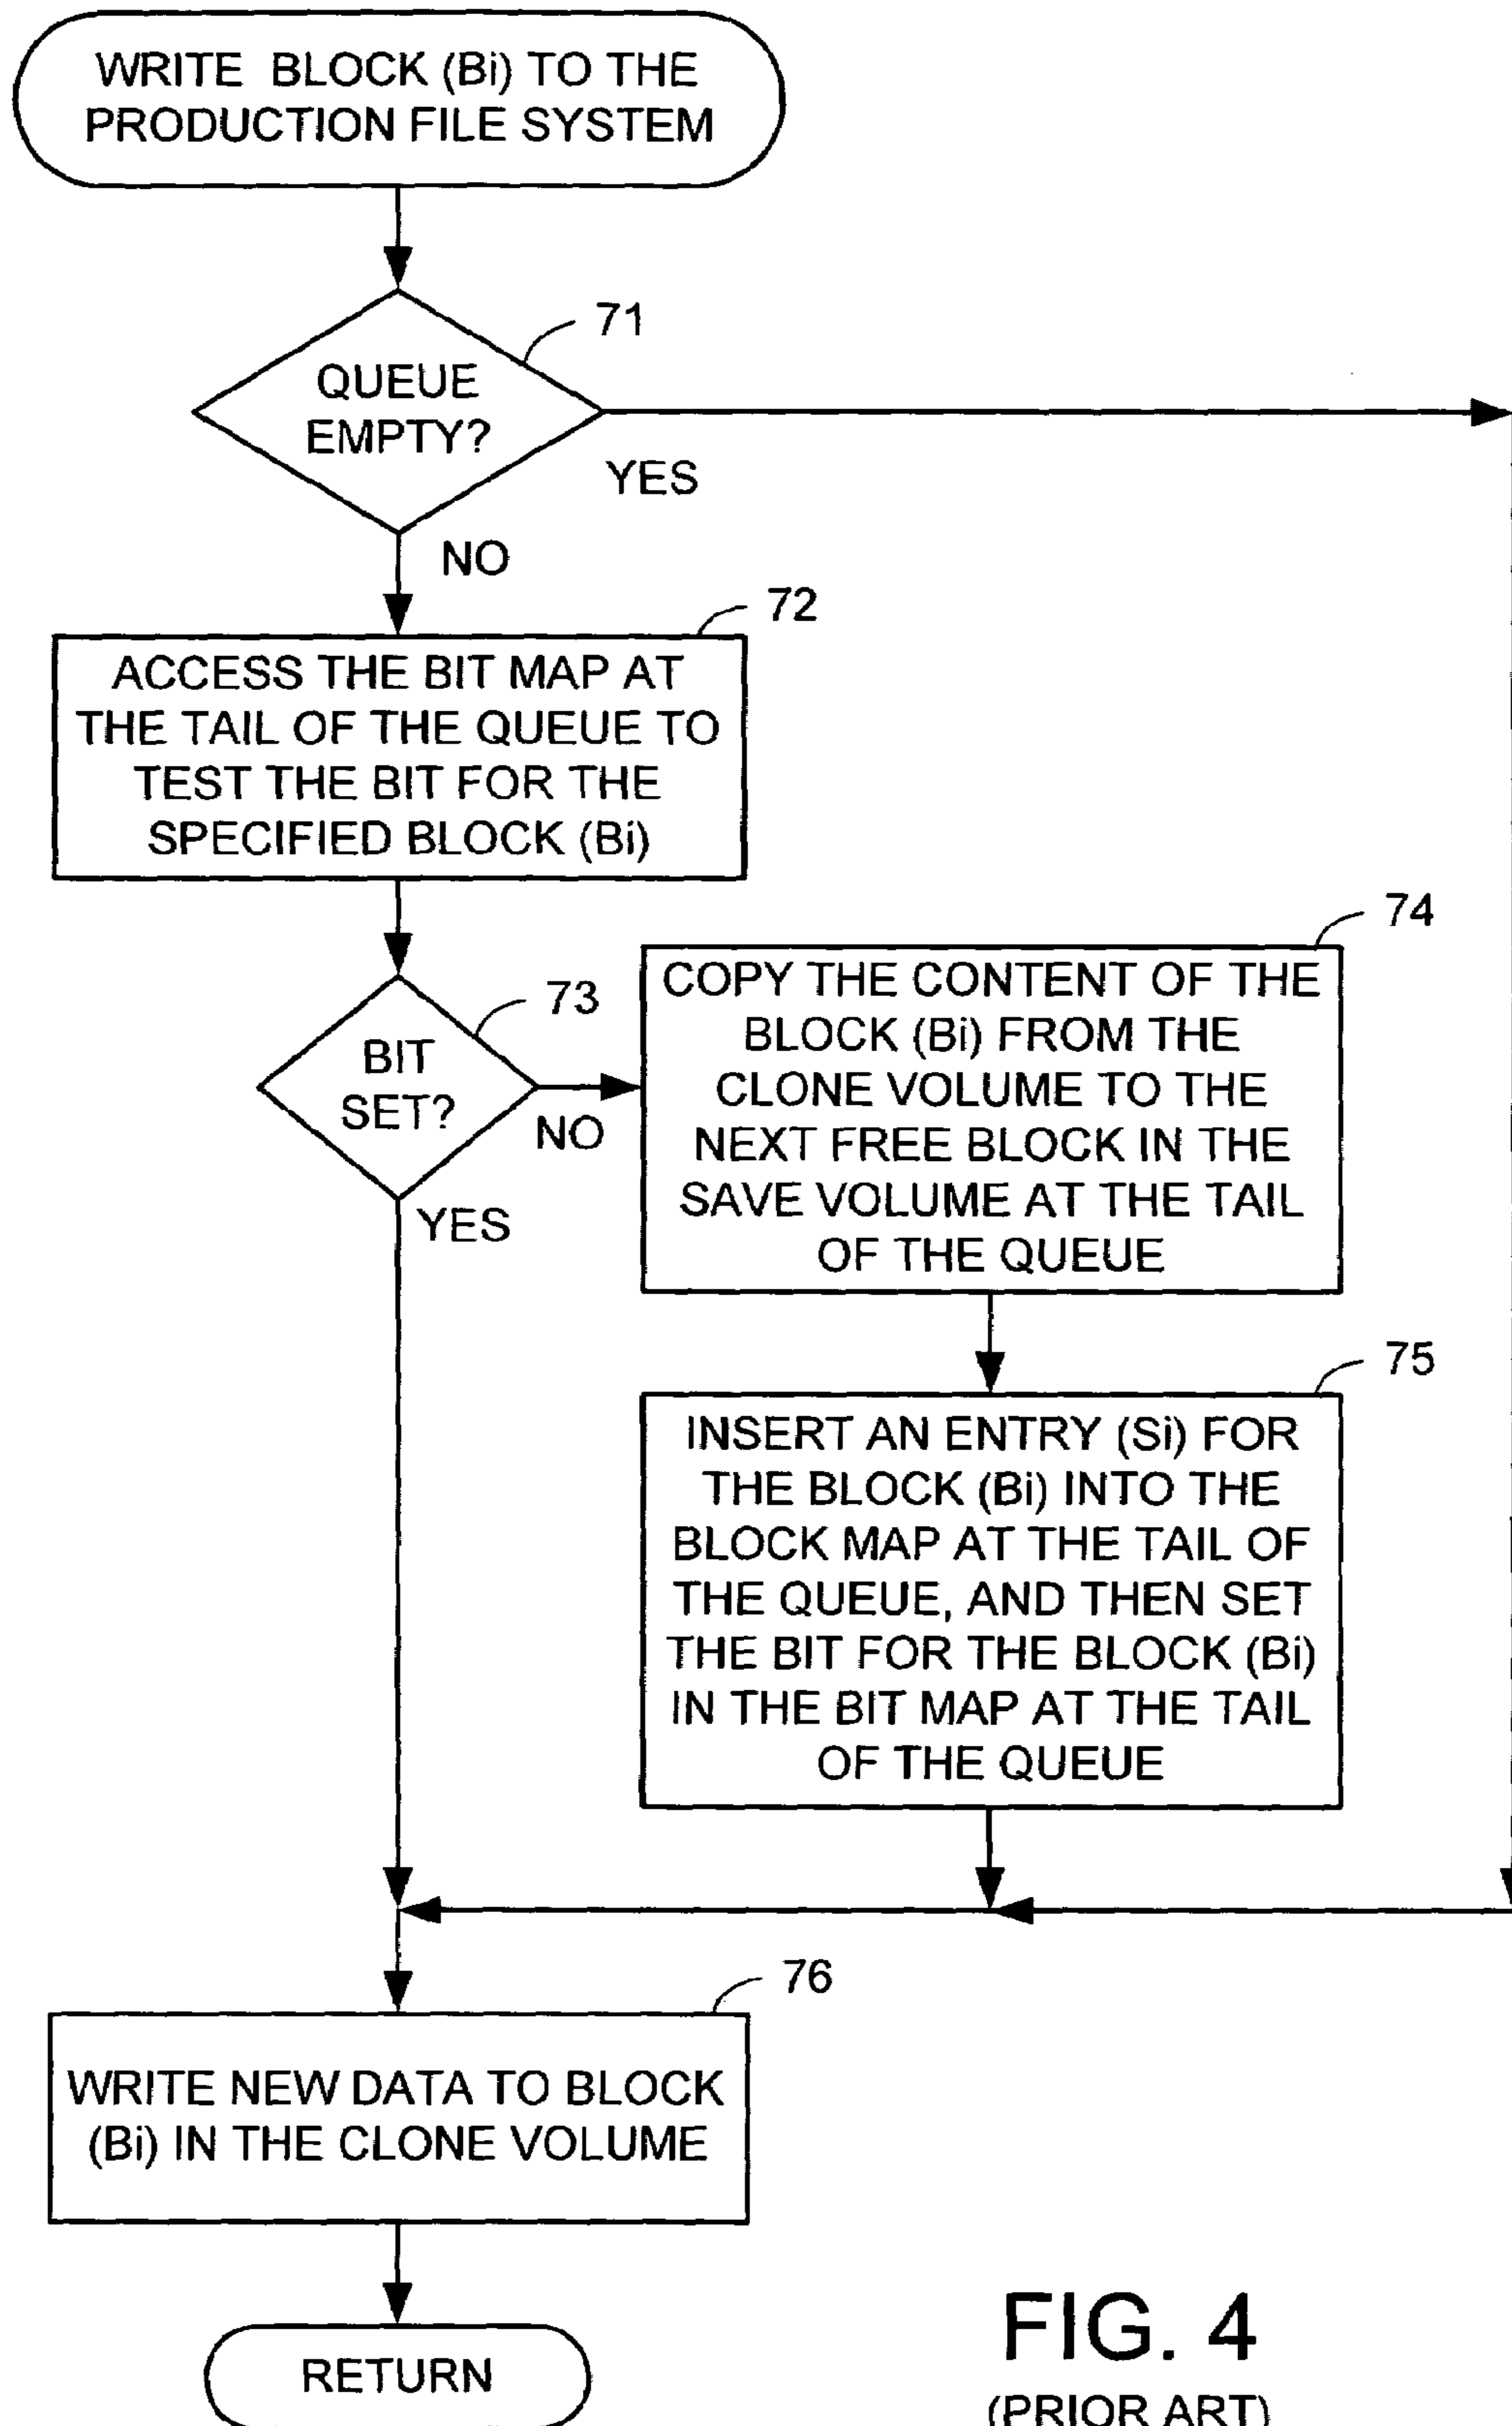 WRITE BLOCK (Bi) TO THE
PRODUCTION FILE SYSTEM
71
QUEUE
EMPTY?
YES
NO
72
ACCESS THE BIT MAP AT
THE TAIL OF THE QUEUE TO
TEST THE BIT FOR THE
SPECIFIED BLOCK (Bi)
73
BIT
SET?
NO
YES
74
COPY THE CONTENT OF THE
BLOCK (Bi) FROM THE
CLONE VOLUME TO THE
NEXT FREE BLOCK IN THE
SAVE VOLUME AT THE TAIL
OF THE QUEUE
75
INSERT AN ENTRY (Si) FOR
THE BLOCK (Bi) INTO THE
BLOCK MAP AT THE TAIL OF
THE QUEUE, AND THEN SET
THE BIT FOR THE BLOCK (Bi)
IN THE BIT MAP AT THE TAIL
OF THE QUEUE
76
WRITE NEW DATA TO BLOCK
(Bi) IN THE CLONE VOLUME
RETURN
FIG. 4
(PRIOR ART)